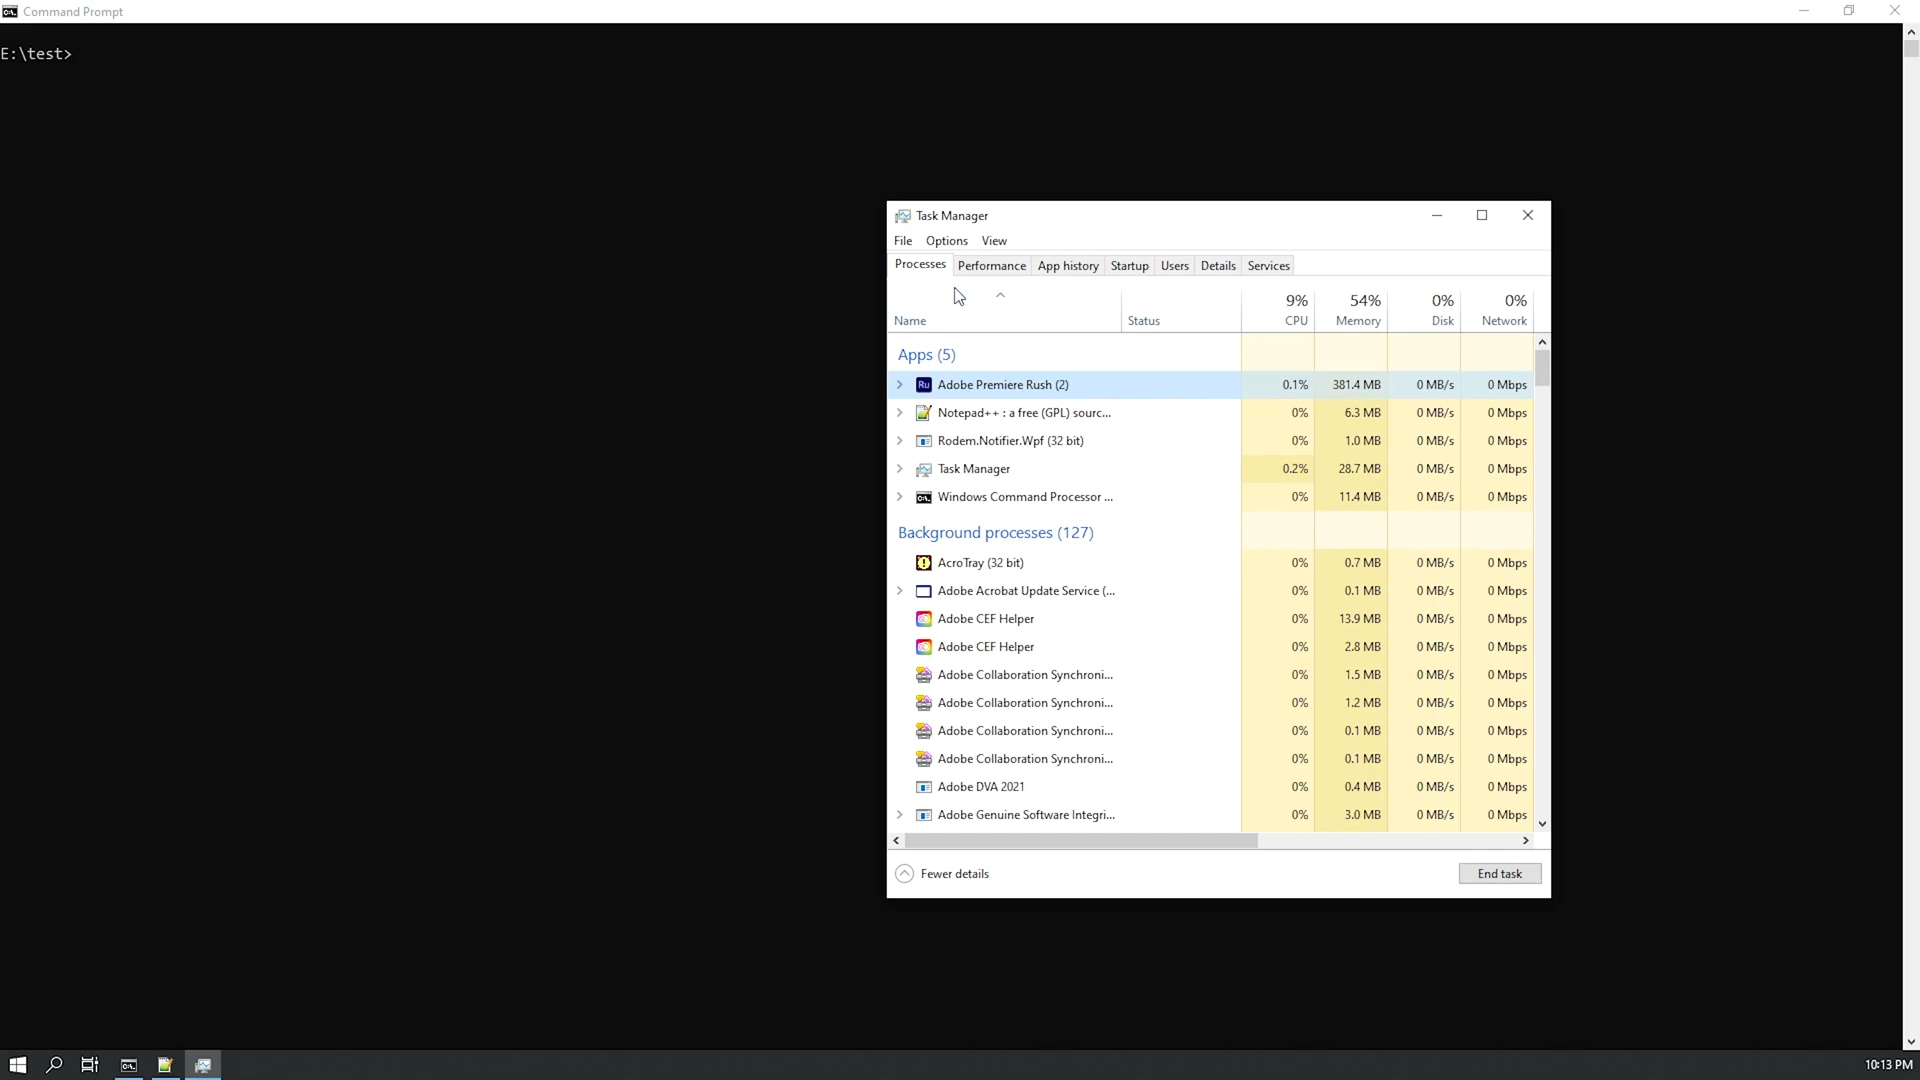 Command Prompt
E:\test>
Task Manager
File Options View
Processes Performance App history Startup Users Details Services
9% 54% 0% 0%
Name Status CPU Memory Disk Network
Apps (5)
Ru Adobe Premiere Rush (2) 0.1% 381.4 MB 0 MB/s 0 Mbps
Notepad++ : a free (GPL) sourc... 0% 6.3 MB 0 MB/s 0 Mbps
Rodem.Notifier.Wpf (32 bit) 0% 1.0 MB 0 MB/s 0 Mbps
Task Manager 0.2% 28.7 MB 0 MB/s 0 Mbps
Windows Command Processor ... 0% 11.4 MB 0 MB/s 0 Mbps
Background processes (127)
AcroTray (32 bit) 0% 0.7 MB 0 MB/s 0 Mbps
Adobe Acrobat Update Service (... 0% 0.1 MB 0 MB/s 0 Mbps
Adobe CEF Helper 0% 13.9 MB 0 MB/s 0 Mbps
Adobe CEF Helper 0% 2.8 MB 0 MB/s 0 Mbps
Adobe Collaboration Synchroni... 0% 1.5 MB 0 MB/s 0 Mbps
Adobe Collaboration Synchroni... 0% 1.2 MB 0 MB/s 0 Mbps
Adobe Collaboration Synchroni... 0% 0.1 MB 0 MB/s 0 Mbps
Adobe Collaboration Synchroni... 0% 0.1 MB 0 MB/s 0 Mbps
Adobe DVA 2021 0% 0.4 MB 0 MB/s 0 Mbps
Adobe Genuine Software Integri... 0% 3.0 MB 0 MB/s 0 Mbps
Fewer details End task
10:13 PM